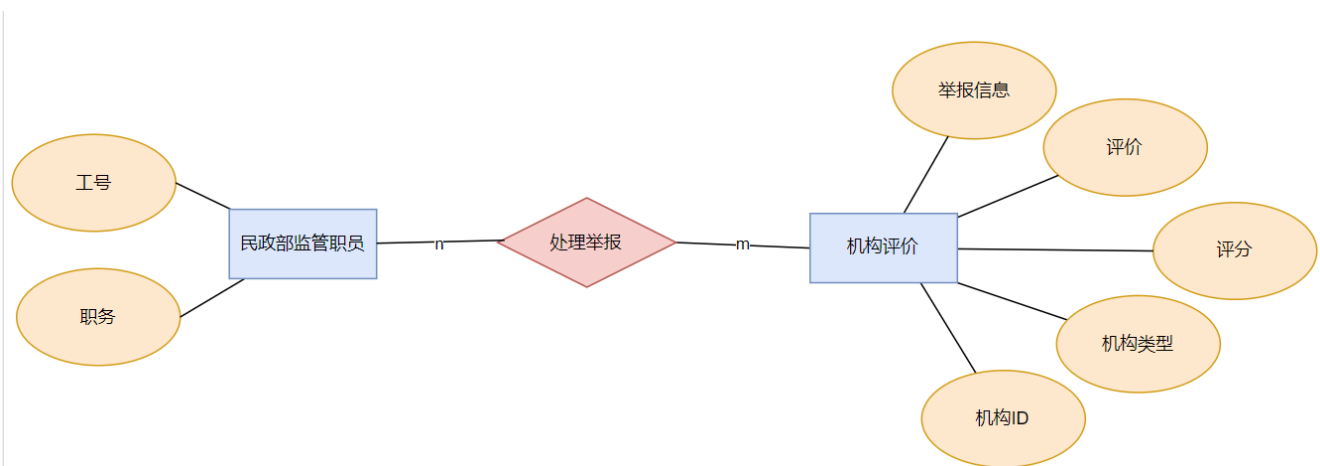 举报信息
评价
工号
民政部监管职员
n
处理举报
m
机构评价
评分
职务
机构类型
机构ID